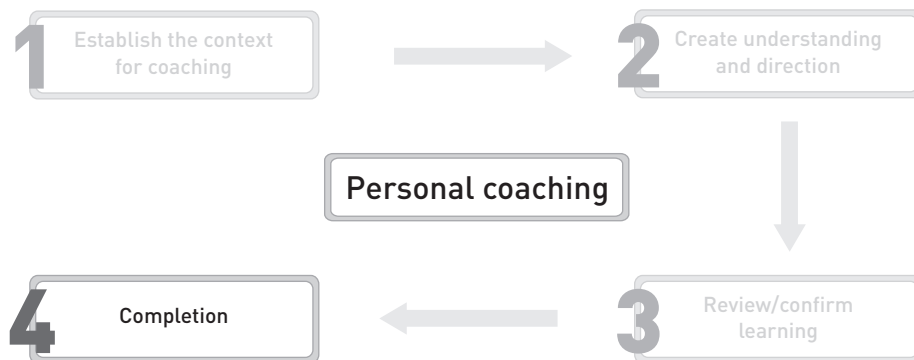 1
Establish the context
for coaching
2
Create understanding
and direction
Personal coaching
4
Completion
3
Review/confirm
learning